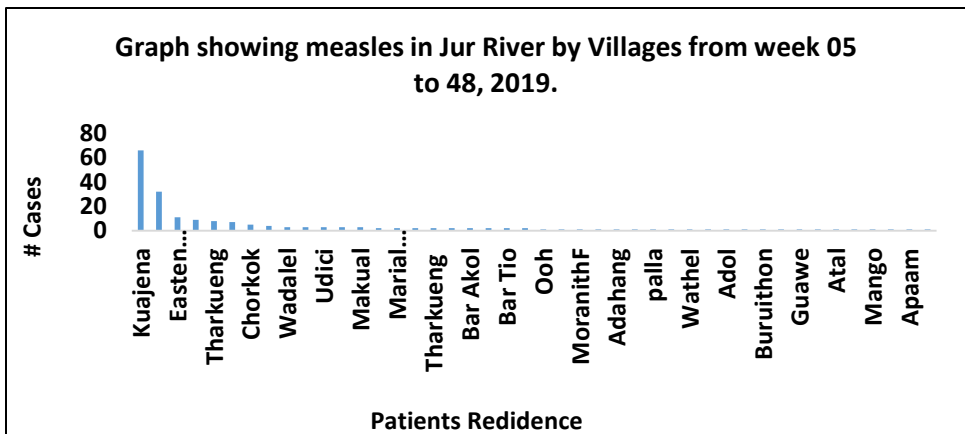 Graph showing measles in Jur River by Villages from week 05
to 48, 2019.
80
60
40
20
0
# Cases
Kuajena
Easten...
Tharkueng
Chorkok
Wadalel
Udici
Makual
Marial...
Tharkueng
Bar Akol
Bar Tio
Ooh
MoranithF
Adahang
palla
Wathel
Adol
Buruithon
Guawe
Atal
Mango
Apaam
Patients Redidence